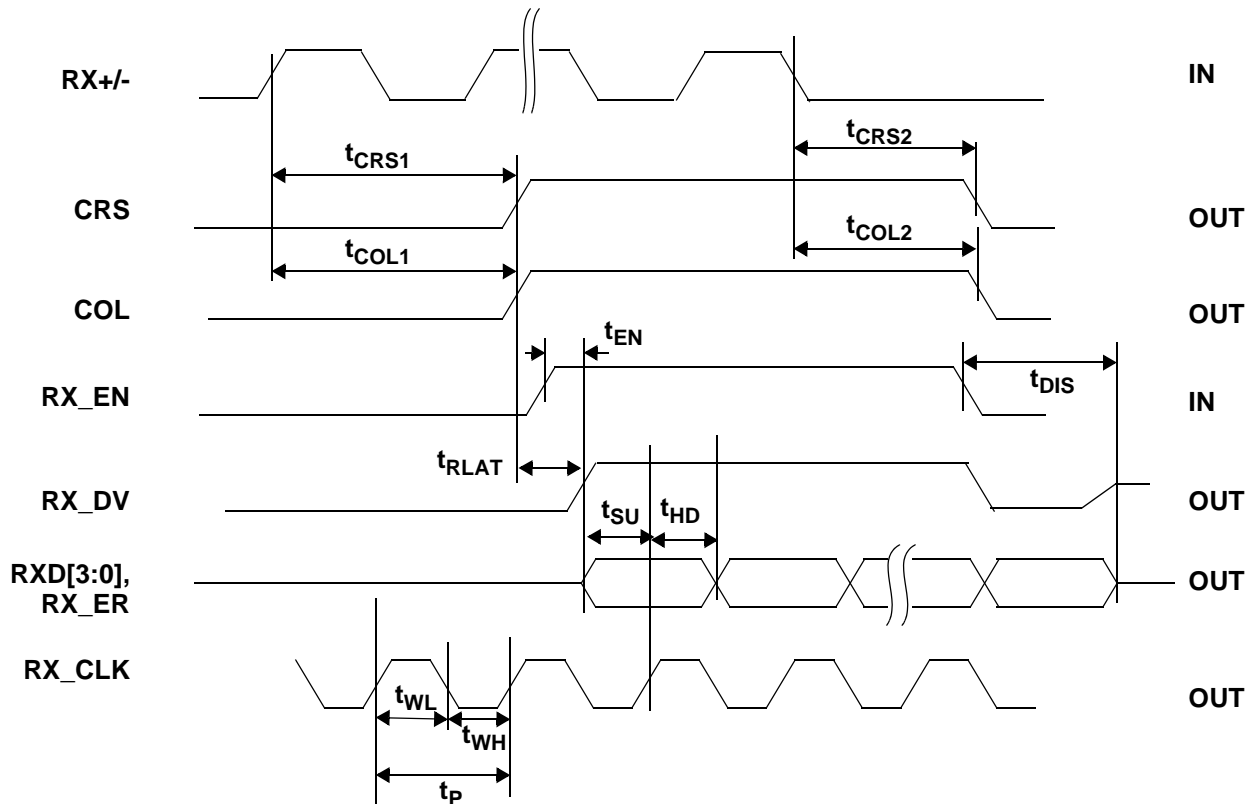 RX+/- IN
tCRS1 tCRS2
CRS OUT
tCOL1 tCOL2
COL OUT
tEN
RX_EN tDIS IN
tRLAT
RX_DV OUT
tSU tHD
RXD[3:0], OUT
RX_ER
RX_CLK OUT
tWL
tWH
tP